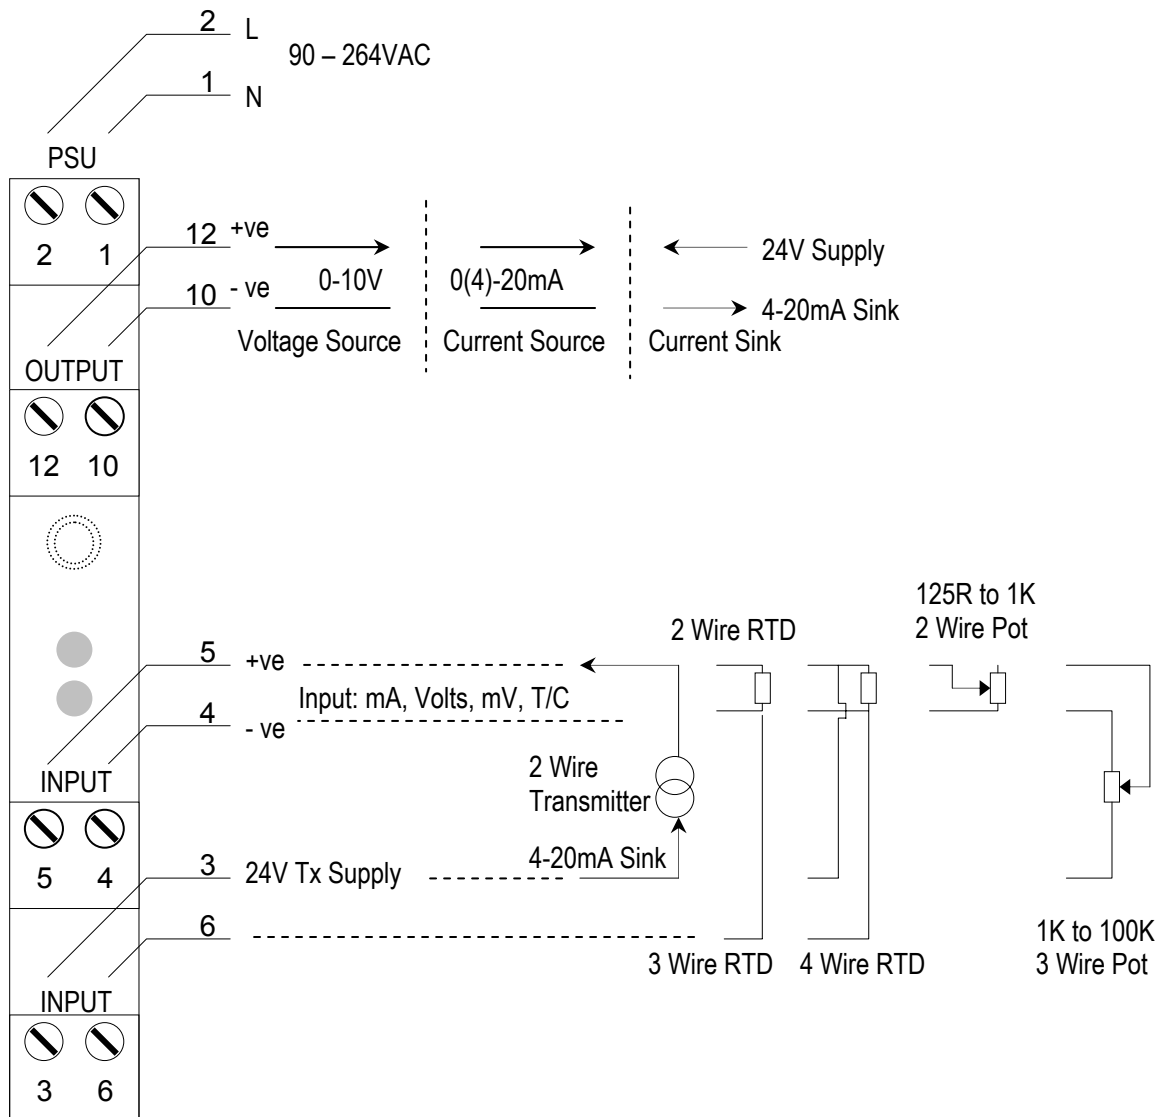 2 L
90 – 264VAC
1 N
PSU
2 1
12 +ve
24V Supply
0-10V 0(4)-20mA
10 - ve
4-20mA Sink
Voltage Source Current Source Current Sink
OUTPUT
12 10
125R to 1K
2 Wire RTD 2 Wire Pot
5 +ve
Input: mA, Volts, mV, T/C
4 - ve
INPUT
2 Wire
Transmitter
5 4
3 24V Tx Supply 4-20mA Sink
6
1K to 100K
3 Wire RTD 4 Wire RTD 3 Wire Pot
INPUT
3 6